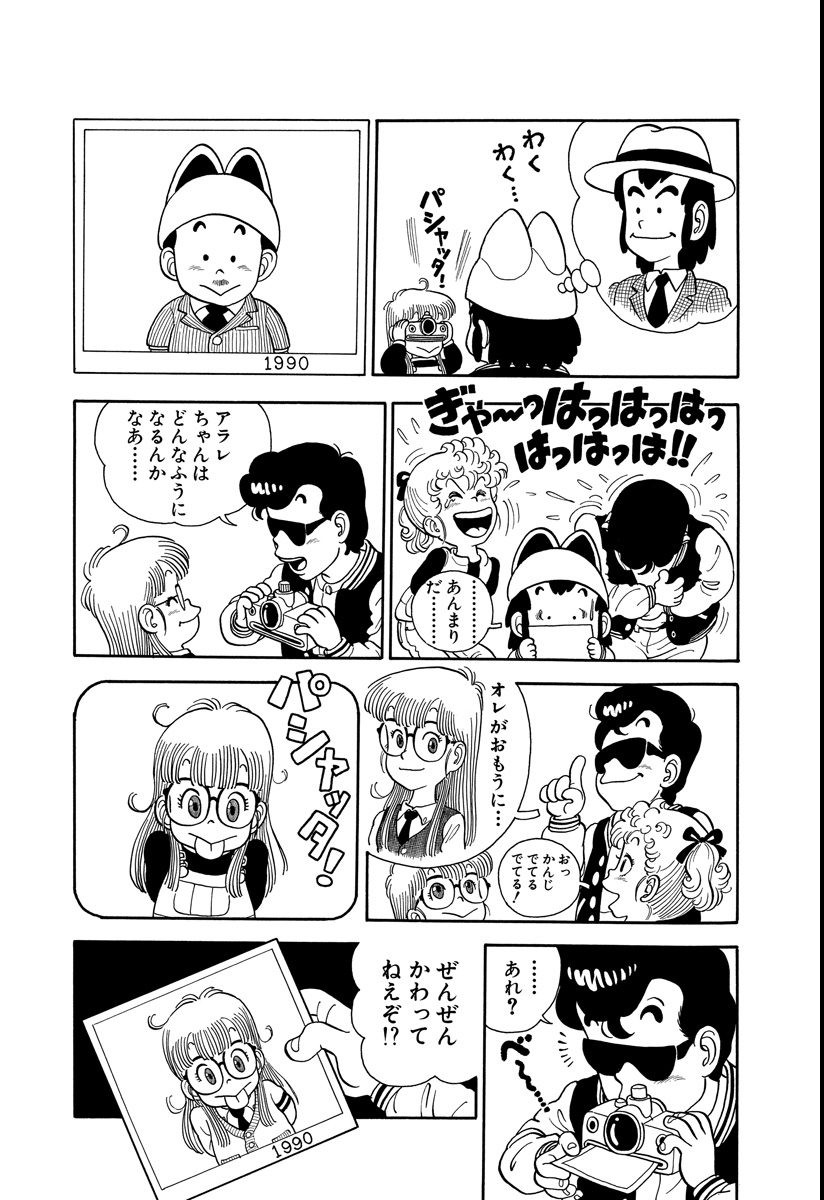 わく
わく…
パシャッタ!
1990
ぎゃ〜っはっはっはっ
はっはっは!!
……
あんまり
だ……
アラレ
ちゃんは
どんなふうに
なるんか
なあ……
オレがおもうに…
おっ
かんじ
でてる
でてる!
パシャッタ!
……
あれ?
べ〜〜
ぜんぜん
かわって
ねえぞ!?
1990